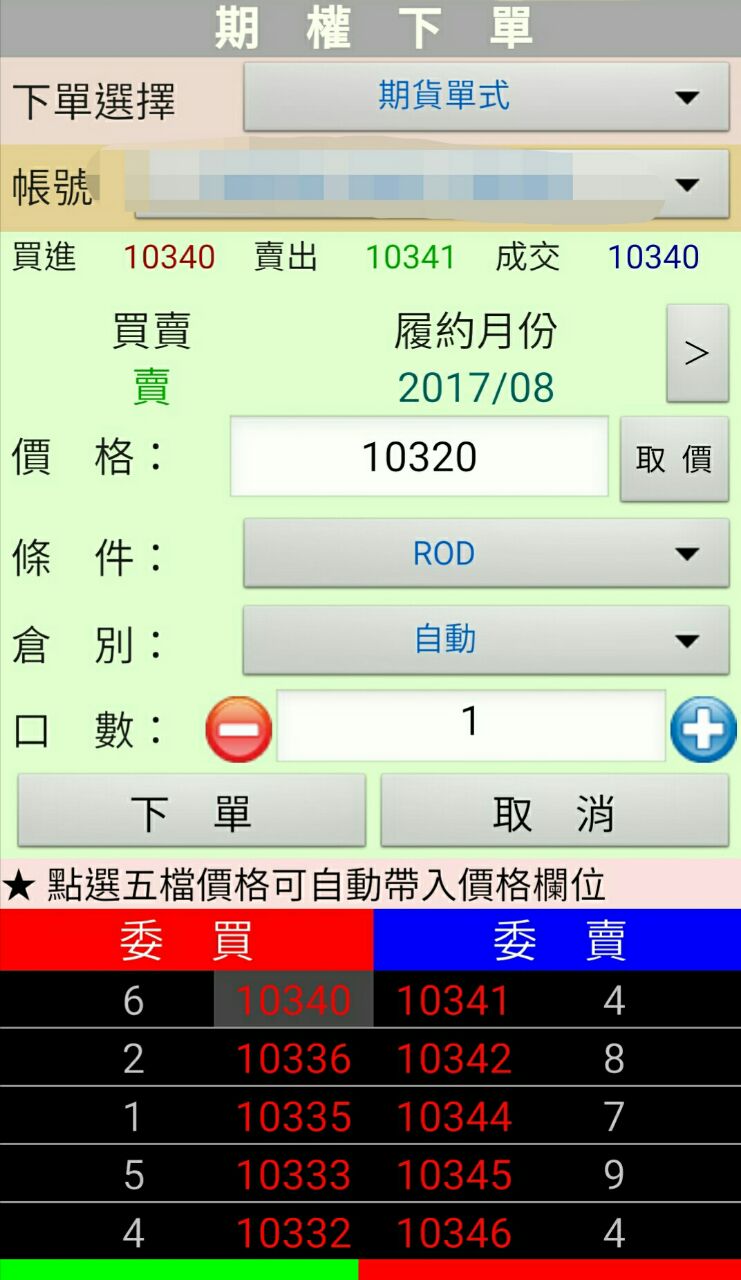 期 權 下 單
下單選擇 期貨單式
帳號
買進 10340 賣出 10341 成交 10340
買賣 履約月份 >
賣 2017/08
價 格： 10320 取 價
條 件： ROD
倉 別： 自動
口 數： 1
下 單 取 消
★ 點選五檔價格可自動帶入價格欄位
委 買 委 賣
6 10340 10341 4
2 10336 10342 8
1 10335 10344 7
5 10333 10345 9
4 10332 10346 4